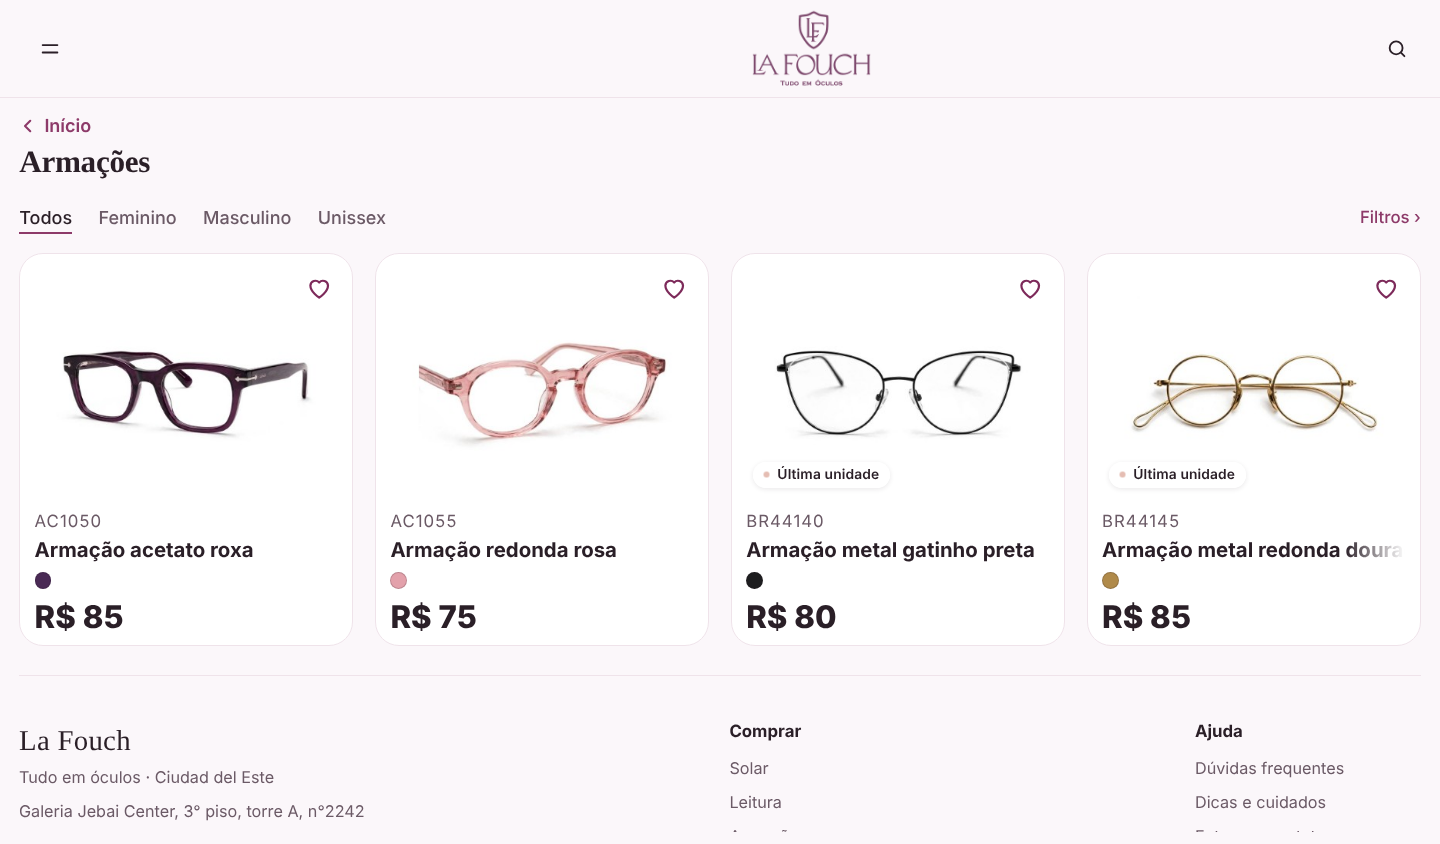 LF
LA FOUCH
Tudo em Óculos
Início
Armações
Todos Feminino Masculino Unissex Filtros ›
Última unidade Última unidade
AC1050 AC1055 BR44140 BR44145
Armação acetato roxa Armação redonda rosa Armação metal gatinho preta Armação metal redonda doura
R$ 85 R$ 75 R$ 80 R$ 85
La Fouch Comprar Ajuda
Tudo em óculos · Ciudad del Este Solar Dúvidas frequentes
Galeria Jebai Center, 3° piso, torre A, n°2242 Leitura Dicas e cuidados